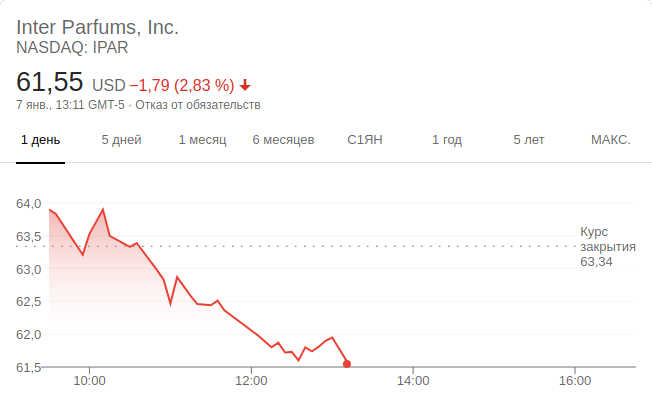 Inter Parfums, Inc.
NASDAQ: IPAR
61,55 USD −1,79 (2,83 %)
7 янв., 13:11 GMT-5 · Отказ от обязательств
1 день 5 дней 1 месяц 6 месяцев С1ЯН 1 год 5 лет МАКС.
64,0
63,5
63,0
62,5
62,0
61,5
Курс
закрытия
63,34
10:00 12:00 14:00 16:00